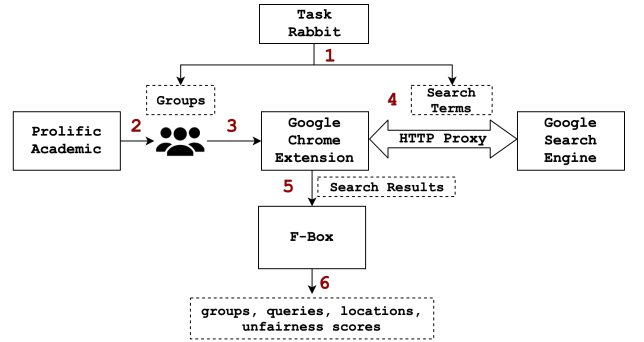 Task
Rabbit
1
Groups
4
Search
Terms
Prolific
Academic
2
3
Google
Chrome
Extension
HTTP Proxy
Google
Search
Engine
5
Search Results
F-Box
6
groups, queries, locations,
unfairness scores